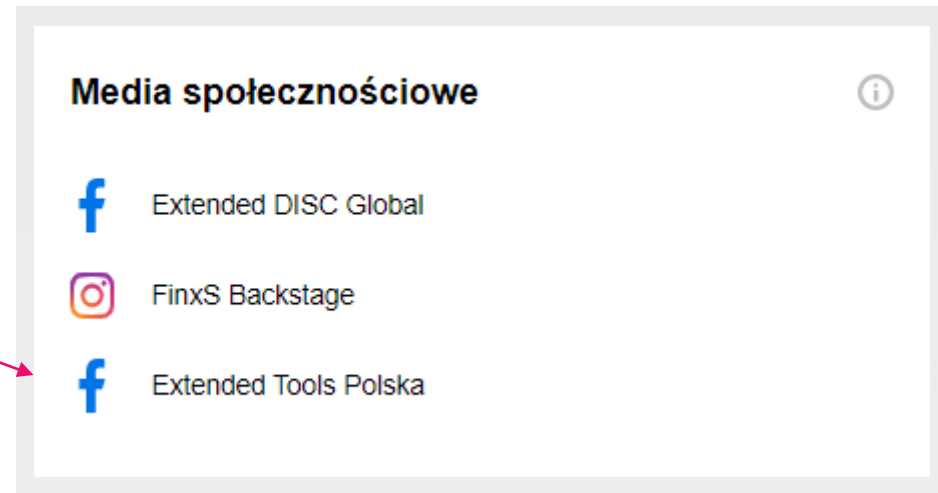 Media społecznościowe
Extended DISC Global
FinxS Backstage
Extended Tools Polska